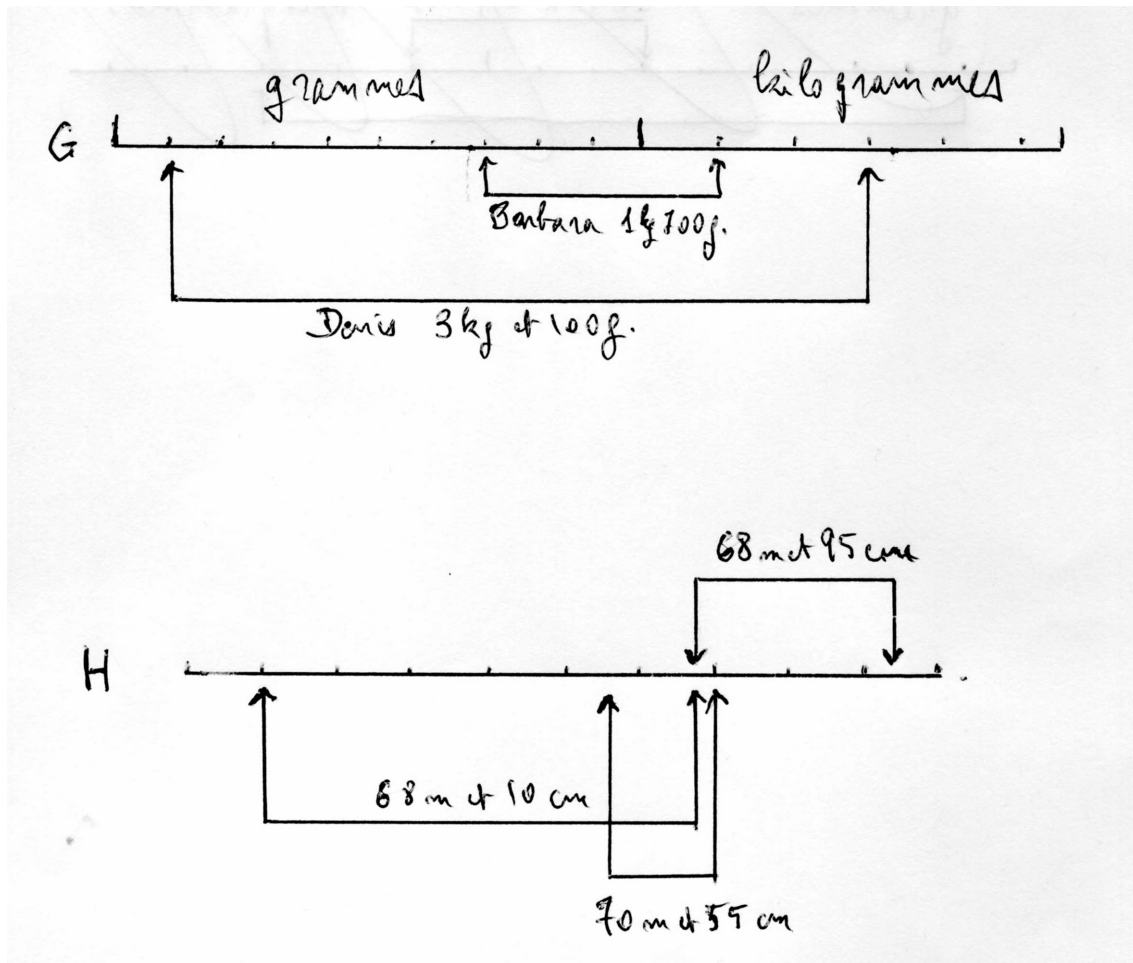 grammes
kilogrammes
G
Barbara 1kg 700g.
Denis 3kg et 100g.
68 m et 95 cm
H
68 m et 10 cm
70 m et 55 cm